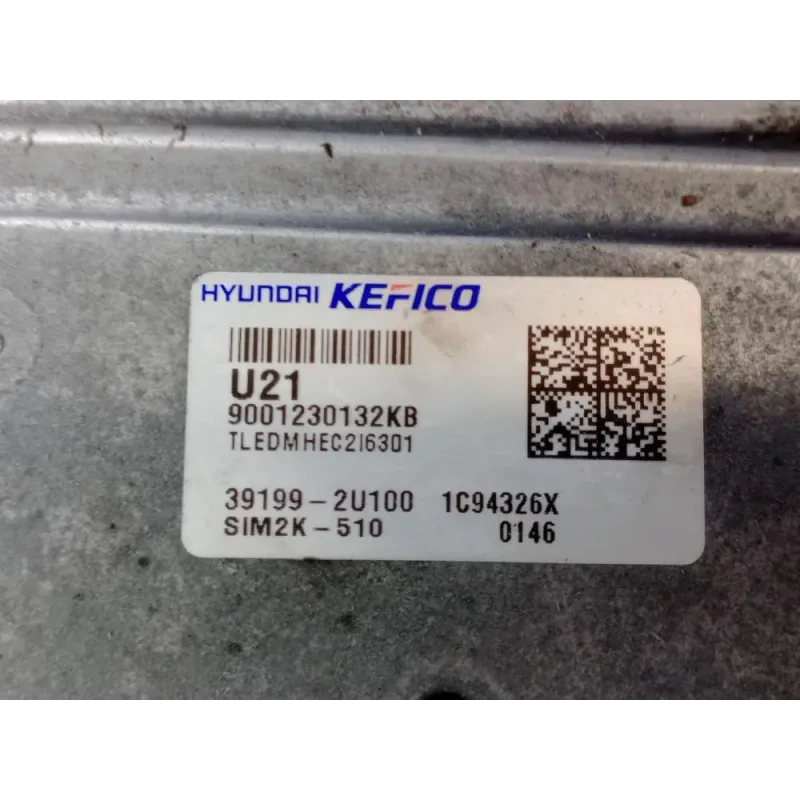 HYUNDAI KEFICO
U21
9001230132KB
TLEDMHEC2I6301
39199-2U100 1C94326X
SIM2K-510 0146